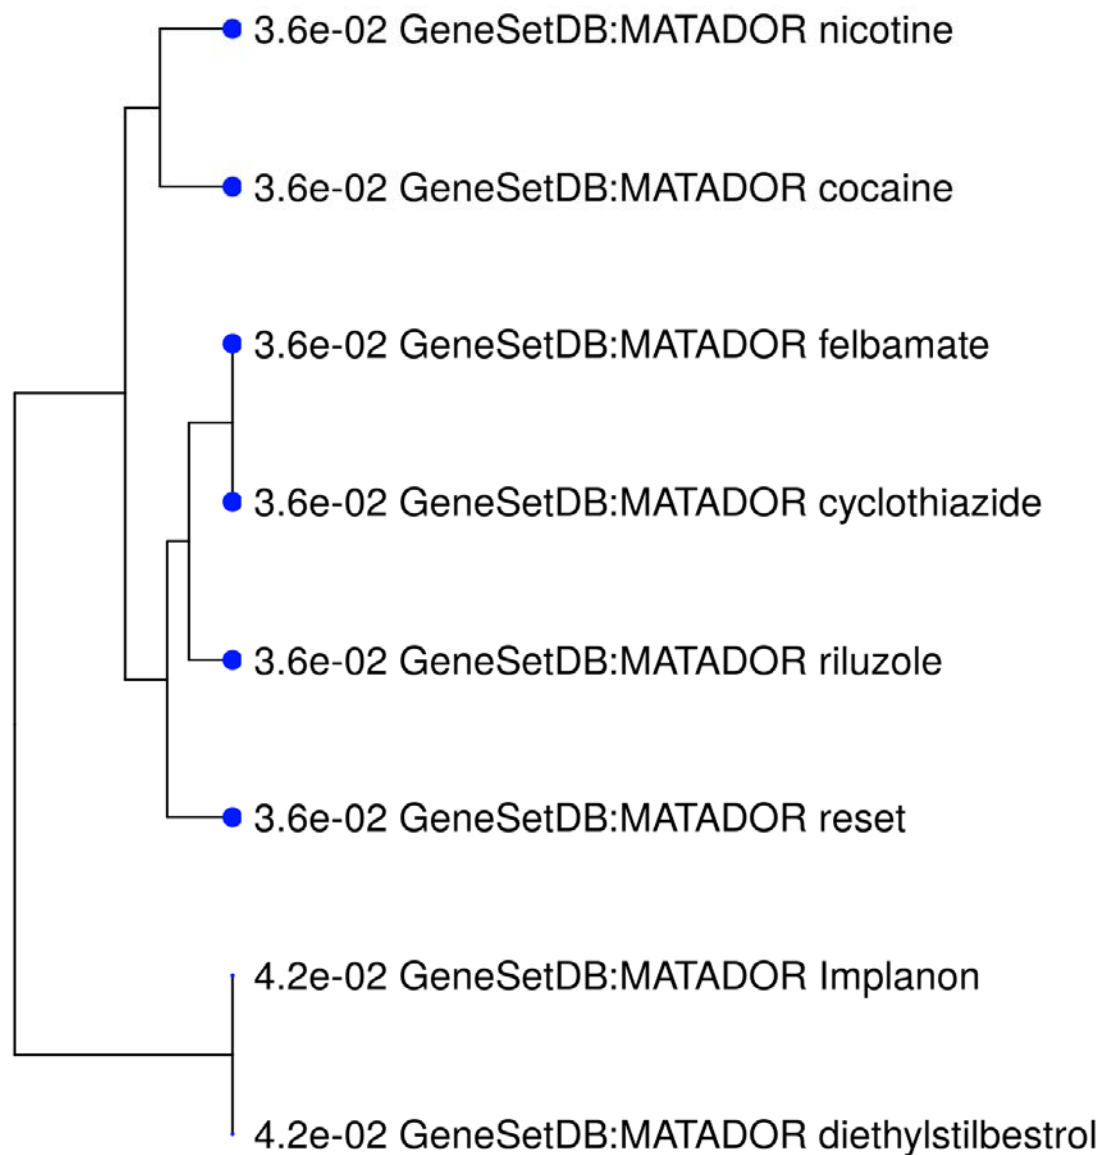 3.6e-02 GeneSetDB:MATADOR nicotine
3.6e-02 GeneSetDB:MATADOR cocaine
3.6e-02 GeneSetDB:MATADOR felbamate
3.6e-02 GeneSetDB:MATADOR cyclothiazide
3.6e-02 GeneSetDB:MATADOR riluzole
3.6e-02 GeneSetDB:MATADOR reset
4.2e-02 GeneSetDB:MATADOR Implanon
4.2e-02 GeneSetDB:MATADOR diethylstilbestrol